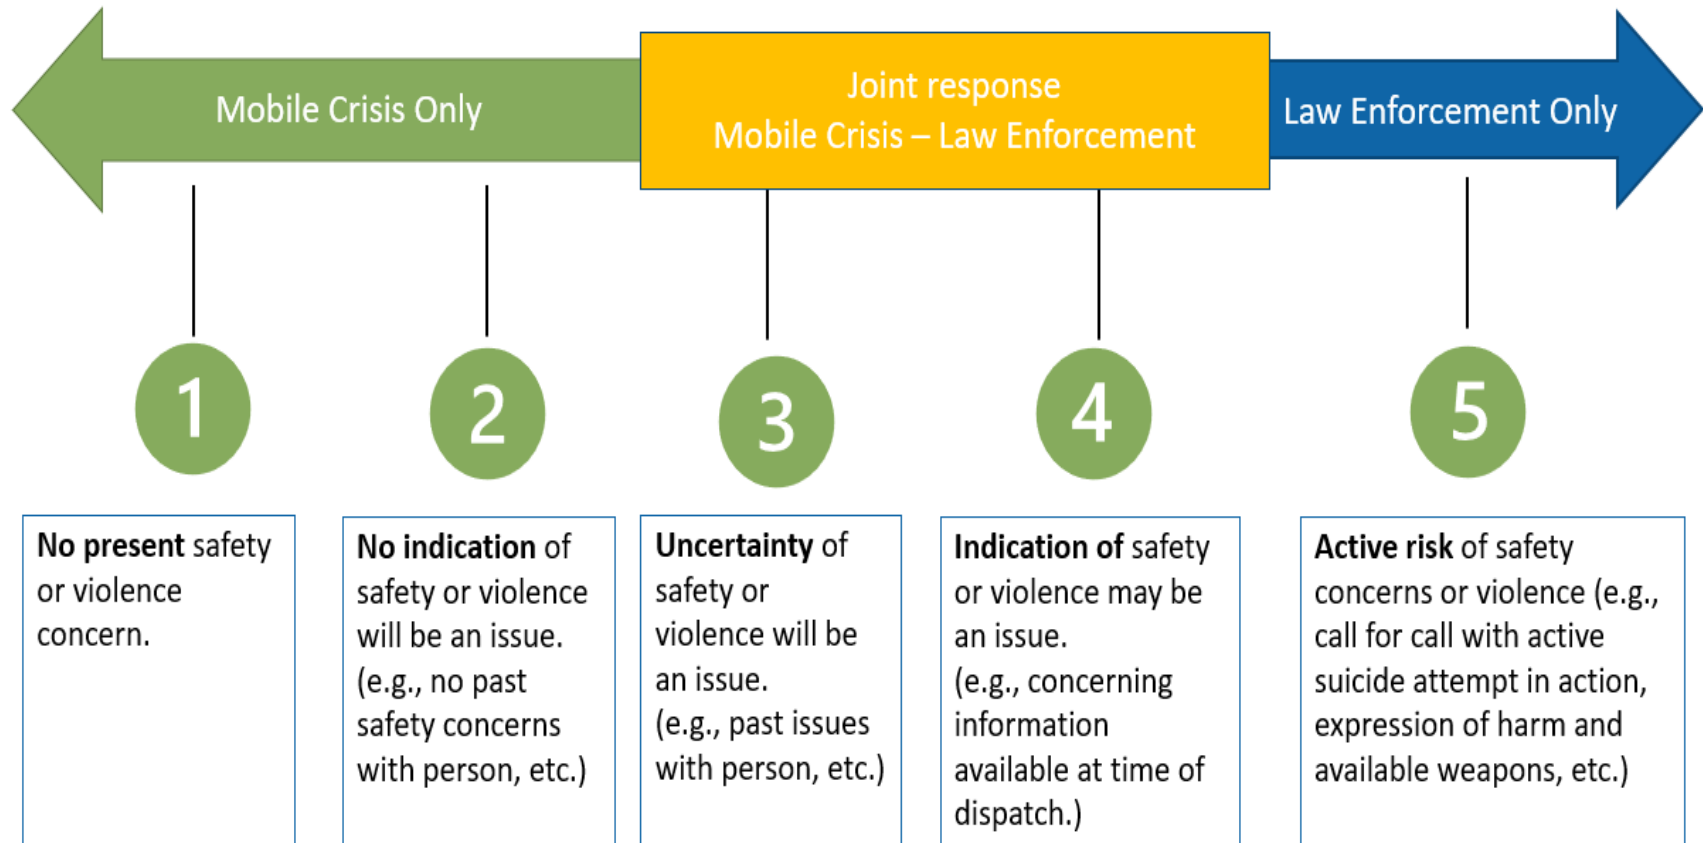 Mobile Crisis Only
Joint response
Mobile Crisis – Law Enforcement
Law Enforcement Only
1
2
3
4
5
No present safety
or violence
concern.
No indication of
safety or violence
will be an issue.
(e.g., no past
safety concerns
with person, etc.)
Uncertainty of
safety or
violence will be
an issue.
(e.g., past issues
with person, etc.)
Indication of safety
or violence may be
an issue.
(e.g., concerning
information
available at time of
dispatch.)
Active risk of safety
concerns or violence (e.g.,
call for call with active
suicide attempt in action,
expression of harm and
available weapons, etc.)